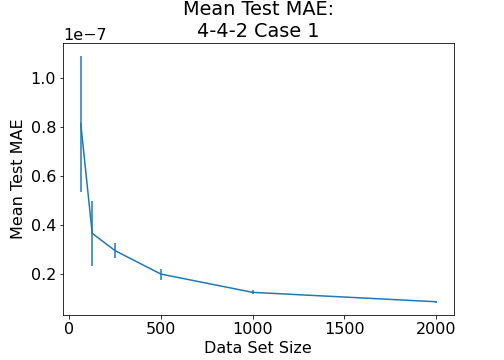 Mean Test MAE:
4-4-2 Case 1
1e−7
1.0
0.8
0.6
0.4
0.2
Mean Test MAE
0 500 1000 1500 2000
Data Set Size